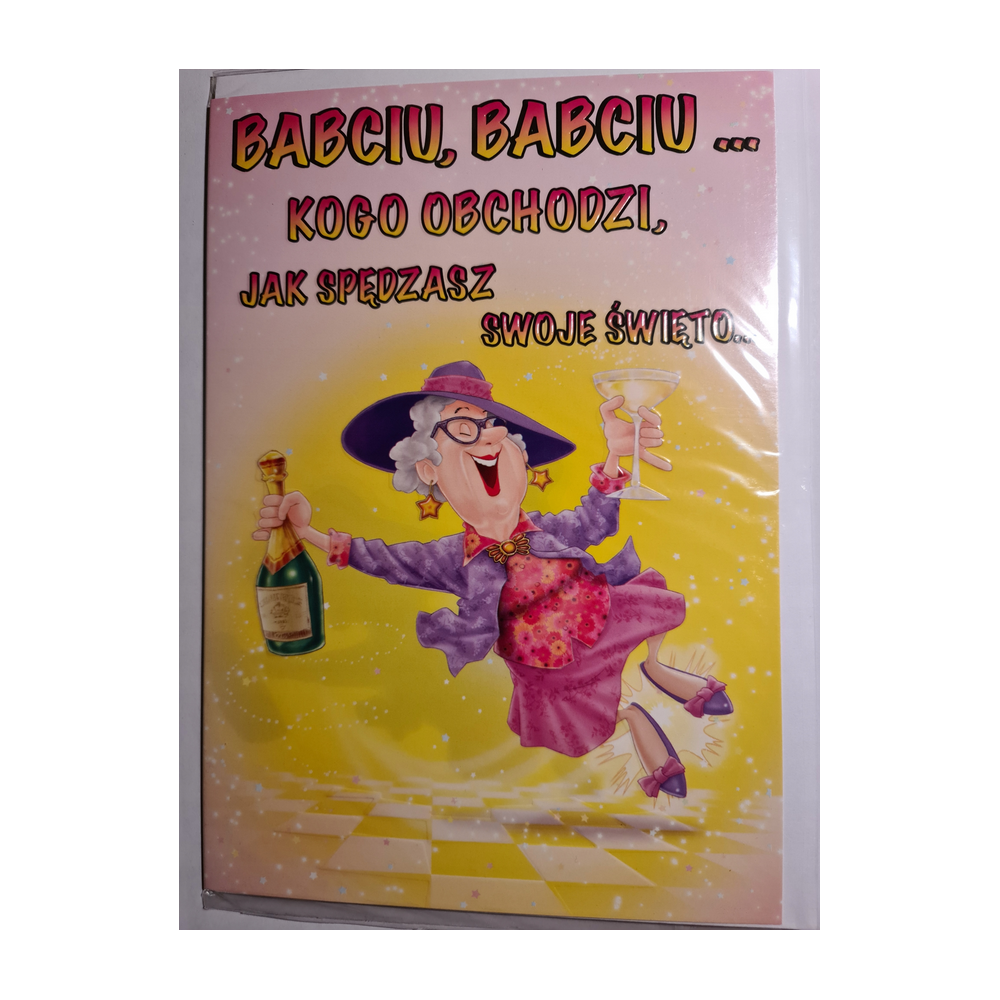 BABCIU, BABCIU ...
KOGO OBCHODZI,
JAK SPĘDZASZ
SWOJE ŚWIĘTO...